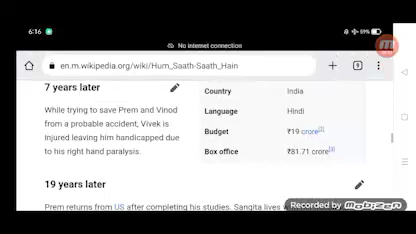 6:16
59%
No internet connection
en.m.wikipedia.org/wiki/Hum_Saath-Saath_Hain
9
7 years later
While trying to save Prem and Vinod
from a probable accident, Vivek is
injured leaving him handicapped due
to his right hand paralysis.
Country India
Language Hindi
Budget ₹19 crore[2]
Box office ₹81.71 crore[3]
19 years later
Prem returns from US after completing his studies. Sangita lives
Recorded by MOBIZEN